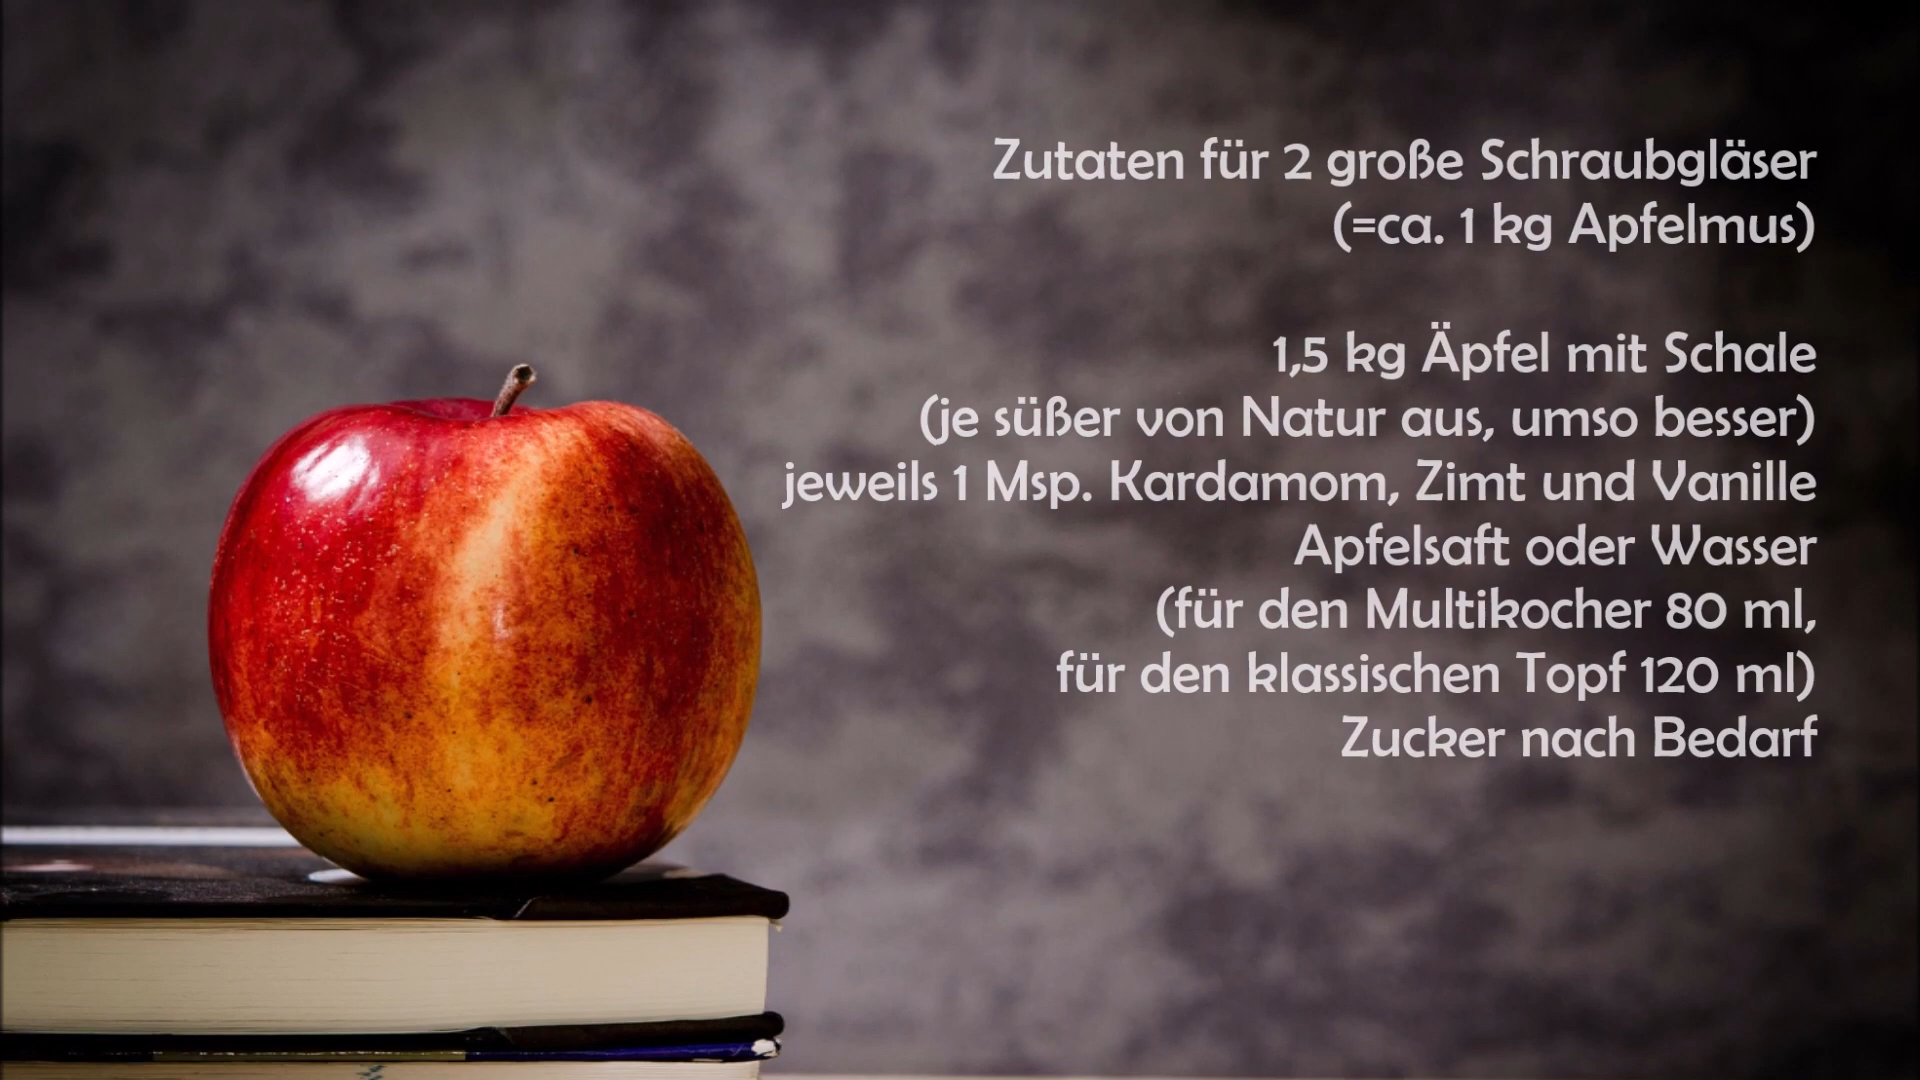 Zutaten für 2 große Schraubgläser
(=ca. 1 kg Apfelmus)
1,5 kg Äpfel mit Schale
(je süßer von Natur aus, umso besser)
jeweils 1 Msp. Kardamom, Zimt und Vanille
Apfelsaft oder Wasser
(für den Multikocher 80 ml,
für den klassischen Topf 120 ml)
Zucker nach Bedarf